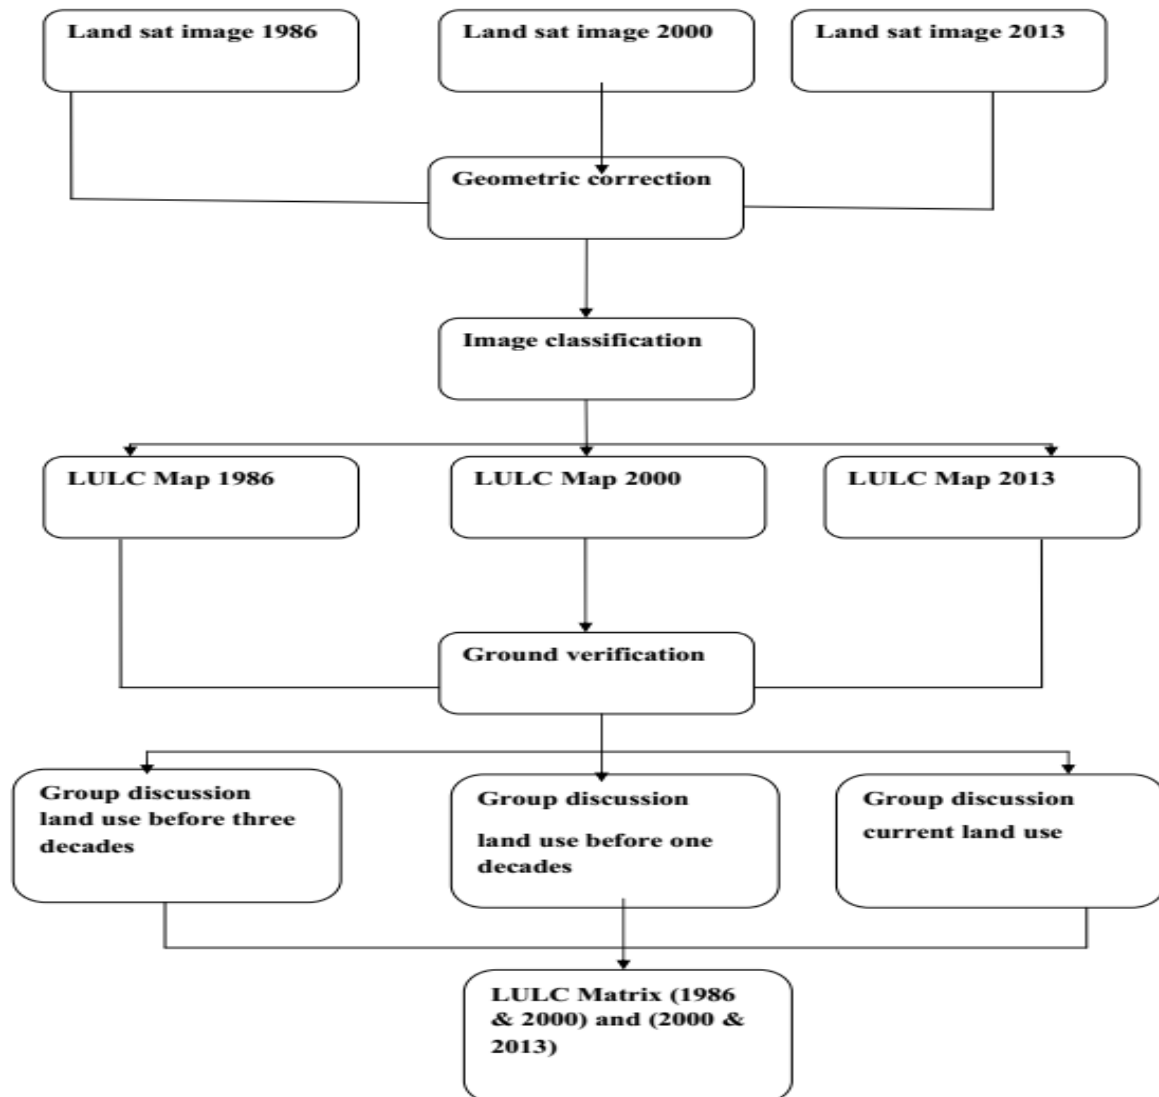 Land sat image 1986
Land sat image 2000
Land sat image 2013
Geometric correction
Image classification
LULC Map 1986
LULC Map 2000
LULC Map 2013
Ground verification
Group discussion
land use before three
decades
Group discussion
land use before one
decades
Group discussion
current land use
LULC Matrix (1986
& 2000) and (2000 &
2013)